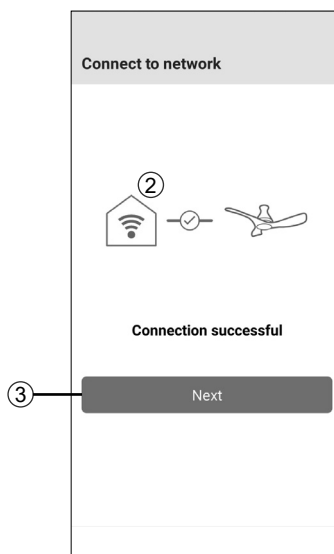 Connect to network
②
Connection successful
③
Next